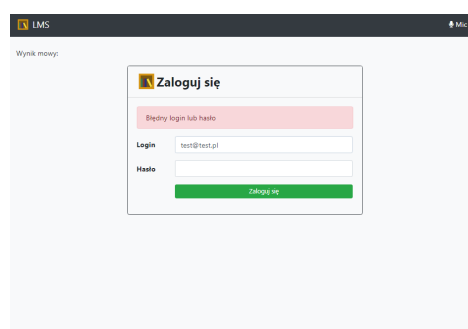 LMS
Mic
Wynik mowy:
Zaloguj się
Błędny login lub hasło
Login
test@test.pl
Hasło
Zaloguj się